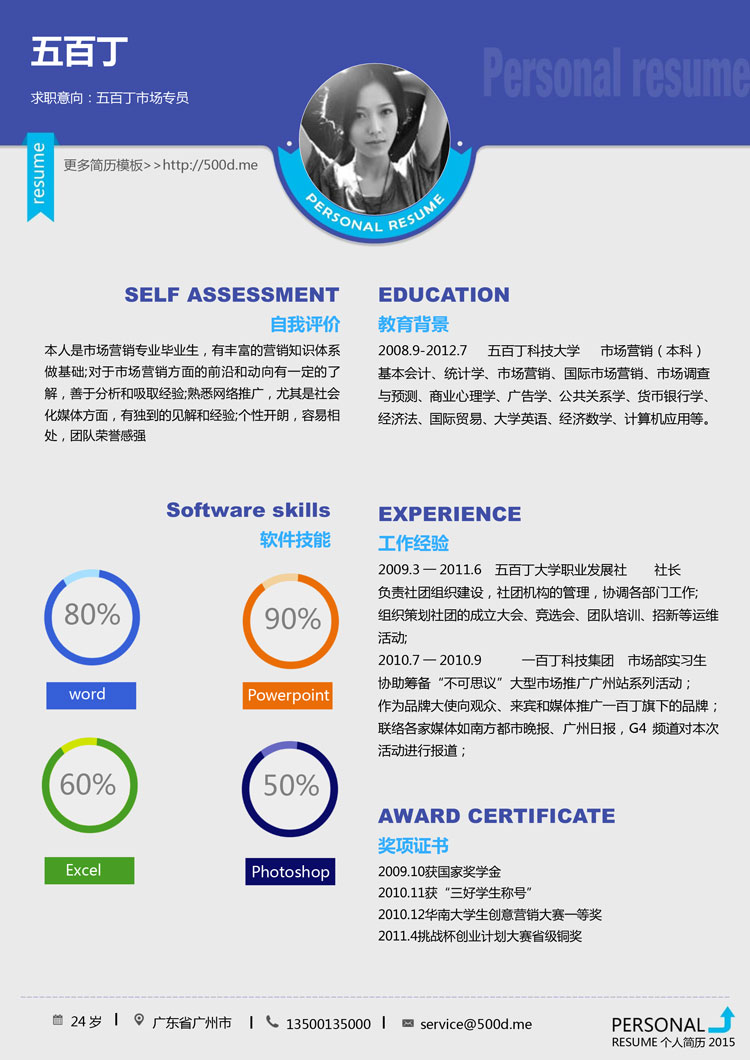 五百丁
求职意向：五百丁市场专员
Personal resume
resume
更多简历模板>>http://500d.me
PERSONAL RESUME
SELF ASSESSMENT
自我评价
本人是市场营销专业毕业生，有丰富的营销知识体系
做基础;对于市场营销方面的前沿和动向有一定的了
解，善于分析和吸取经验;熟悉网络推广，尤其是社会
化媒体方面，有独到的见解和经验;个性开朗，容易相
处，团队荣誉感强
EDUCATION
教育背景
2008.9-2012.7 五百丁科技大学 市场营销（本科）
基本会计、统计学、市场营销、国际市场营销、市场调查
与预测、商业心理学、广告学、公共关系学、货币银行学、
经济法、国际贸易、大学英语、经济数学、计算机应用等。
Software skills
软件技能
80%
90%
word
Powerpoint
60%
50%
Excel
Photoshop
EXPERIENCE
工作经验
2009.3 — 2011.6 五百丁大学职业发展社 社长
负责社团组织建设，社团机构的管理，协调各部门工作;
组织策划社团的成立大会、竞选会、团队培训、招新等运维
活动;
2010.7 — 2010.9 一百丁科技集团 市场部实习生
协助筹备“不可思议”大型市场推广广州站系列活动；
作为品牌大使向观众、来宾和媒体推广一百丁旗下的品牌；
联络各家媒体如南方都市晚报、广州日报，G4 频道对本次
活动进行报道；
AWARD CERTIFICATE
奖项证书
2009.10获国家奖学金
2010.11获“三好学生称号”
2010.12华南大学生创意营销大赛一等奖
2011.4挑战杯创业计划大赛省级铜奖
24 岁 | 广东省广州市 | 13500135000 | service@500d.me
PERSONAL
RESUME 个人简历 2015